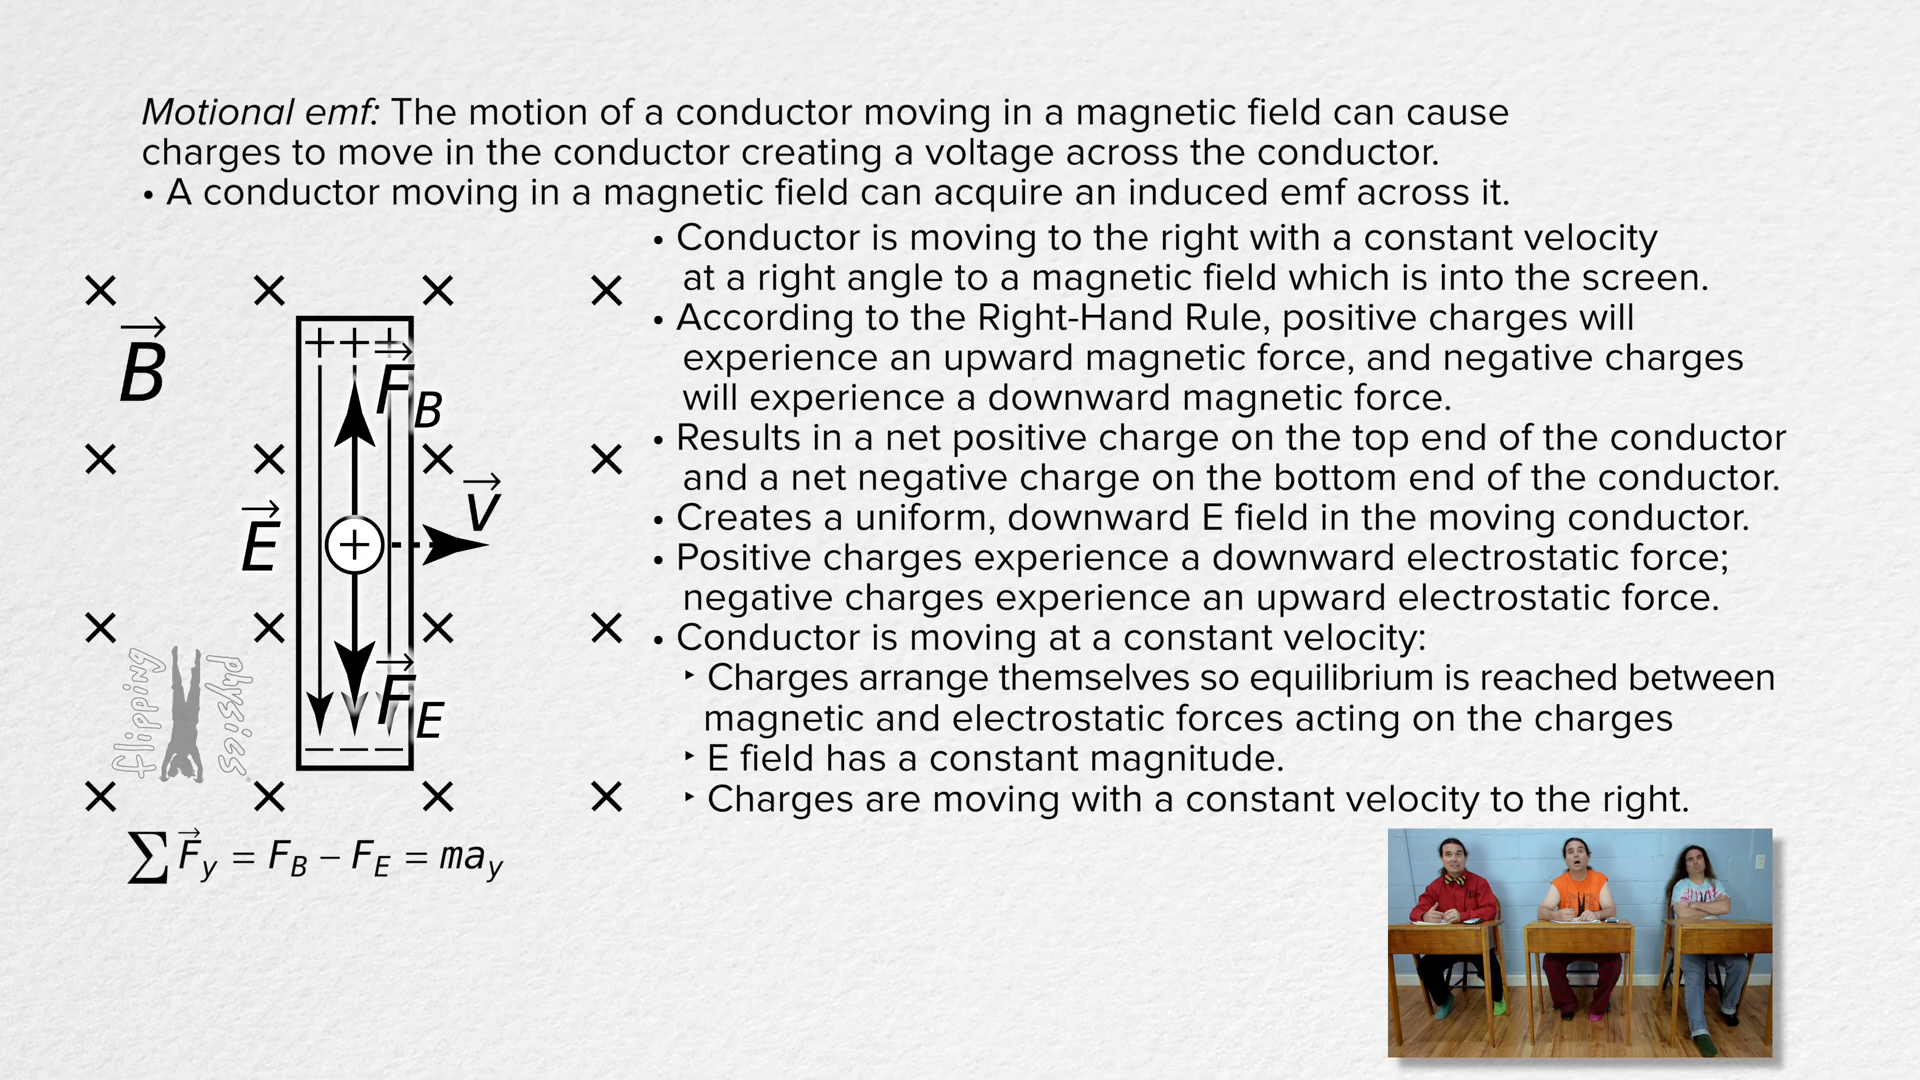 Motional emf: The motion of a conductor moving in a magnetic field can cause
charges to move in the conductor creating a voltage across the conductor.
• A conductor moving in a magnetic field can acquire an induced emf across it.
• Conductor is moving to the right with a constant velocity
at a right angle to a magnetic field which is into the screen.
• According to the Right-Hand Rule, positive charges will
experience an upward magnetic force, and negative charges
will experience a downward magnetic force.
• Results in a net positive charge on the top end of the conductor
and a net negative charge on the bottom end of the conductor.
• Creates a uniform, downward E field in the moving conductor.
• Positive charges experience a downward electrostatic force;
negative charges experience an upward electrostatic force.
• Conductor is moving at a constant velocity:
‣ Charges arrange themselves so equilibrium is reached between
magnetic and electrostatic forces acting on the charges
‣ E field has a constant magnitude.
‣ Charges are moving with a constant velocity to the right.
× × × ×
B⃗
+ + +
F⃗_B
× × × ×
v⃗
E⃗
+
× × × ×
F⃗_E
flipping physics
− − −
× × × ×
∑F⃗_y = F_B − F_E = ma_y